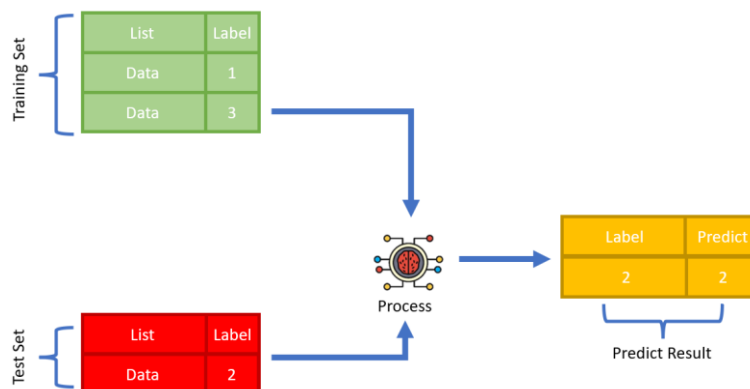 Training Set
List Label
Data 1
Data 3
Process
Label Predict
2 2
Predict Result
Test Set
List Label
Data 2